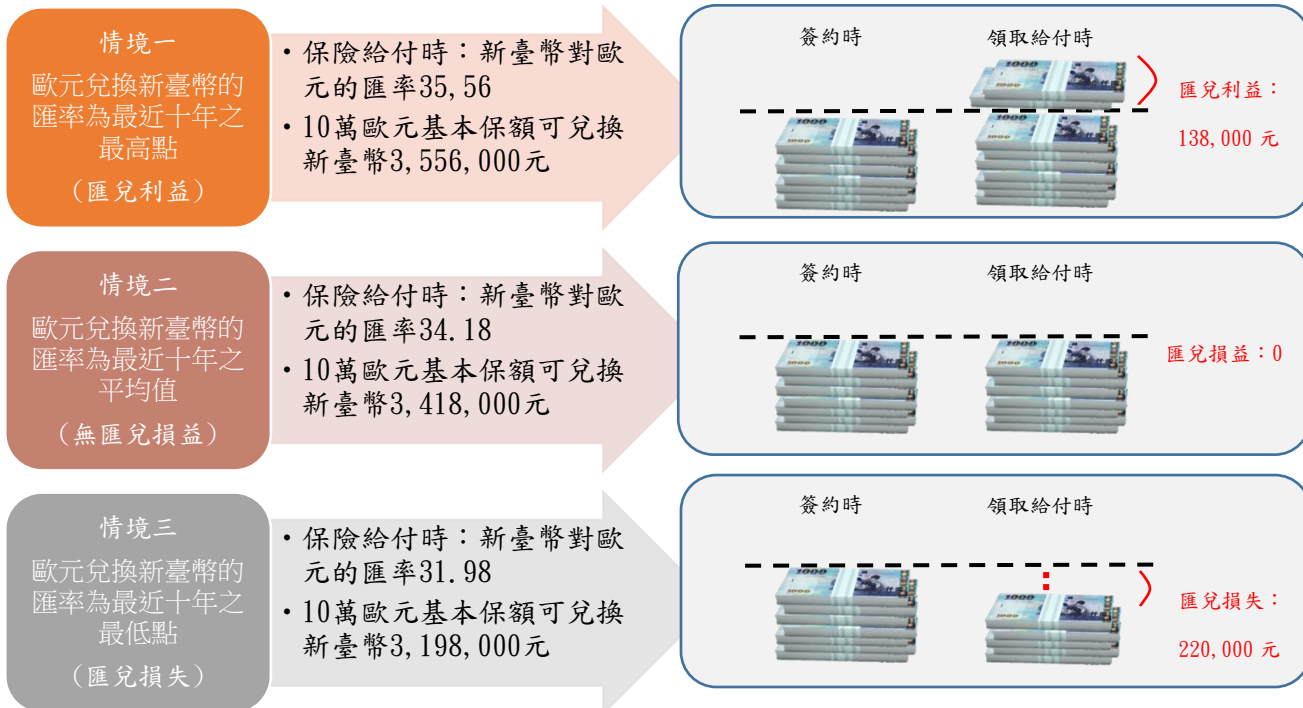 情境一
歐元兌換新臺幣的
匯率為最近十年之
最高點
(匯兌利益)
•保險給付時:新臺幣對歐
元的匯率35,56
•10萬歐元基本保額可兌換
新臺幣3,556,000元
簽約時
領取給付時
1000
1000
1000
1000
匯兌利益:
138,000 元
情境二
歐元兌換新臺幣的
匯率為最近十年之
平均值
(無匯兌損益)
•保險給付時:新臺幣對歐
元的匯率34.18
•10萬歐元基本保額可兌換
新臺幣3,418,000元
簽約時
領取給付時
1000
1000
1000
1000
匯兌損益:0
情境三
歐元兌換新臺幣的
匯率為最近十年之
最低點
(匯兌損失)
•保險給付時:新臺幣對歐
元的匯率31.98
•10萬歐元基本保額可兌換
新臺幣3,198,000元
簽約時
領取給付時
1000
1000
1000
1000
匯兌損失:
220,000 元